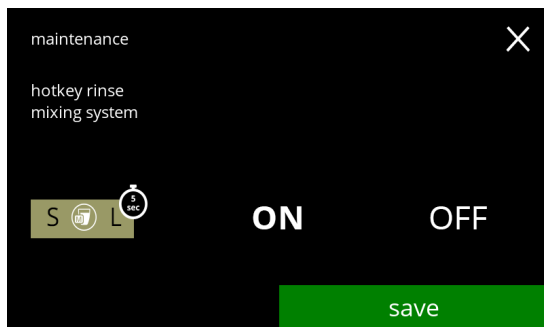 maintenance
hotkey rinse
mixing system
5
sec
S M L
ON
OFF
save